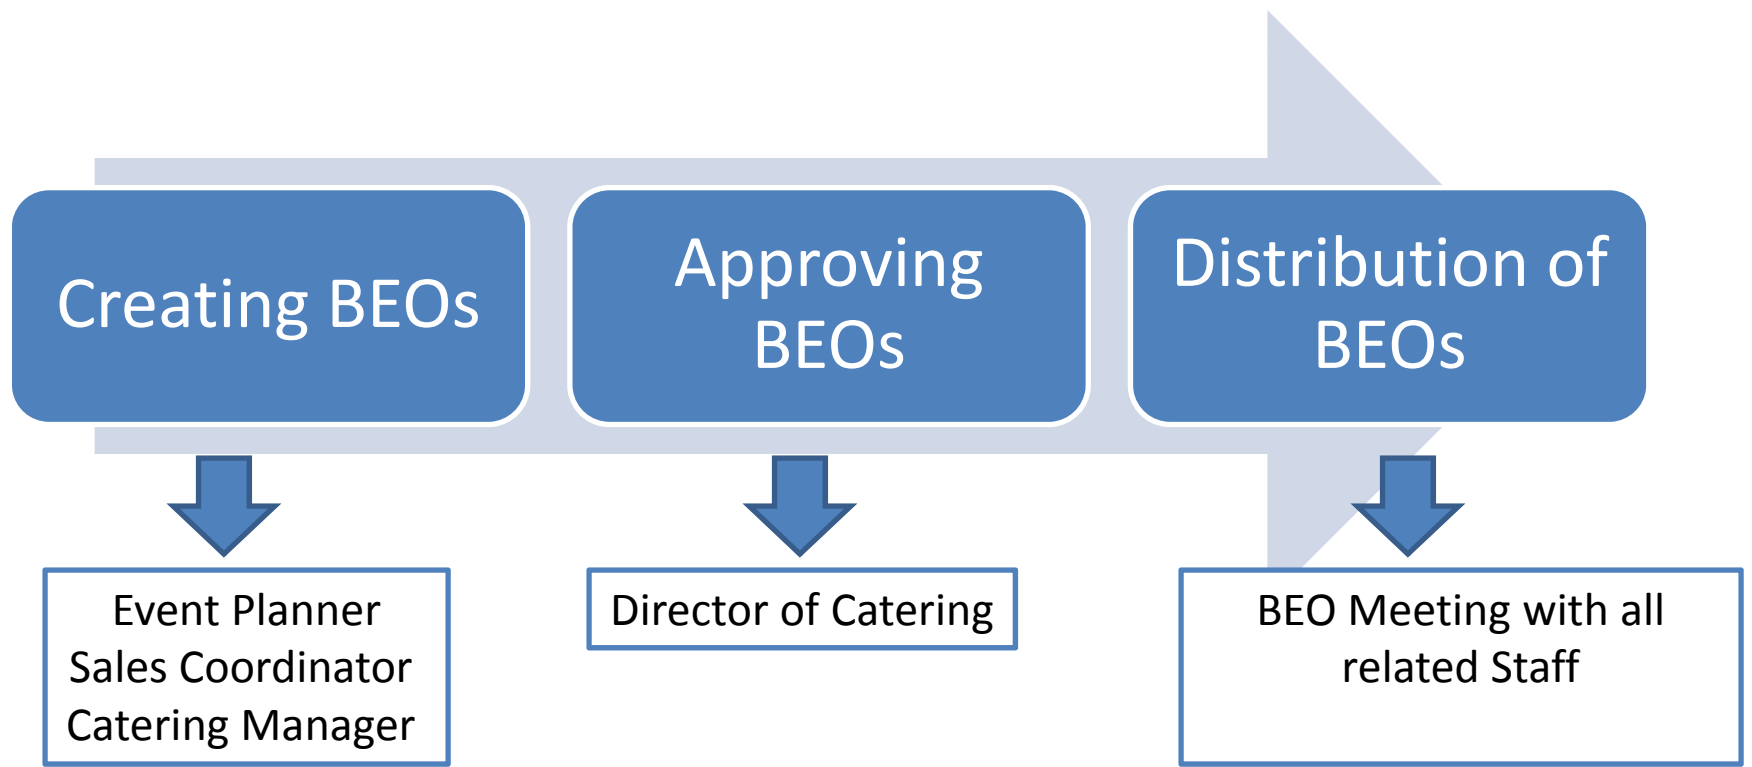 Creating BEOs
Approving
BEOs
Distribution of
BEOs
Event Planner
Sales Coordinator
Catering Manager
Director of Catering
BEO Meeting with all
related Staff